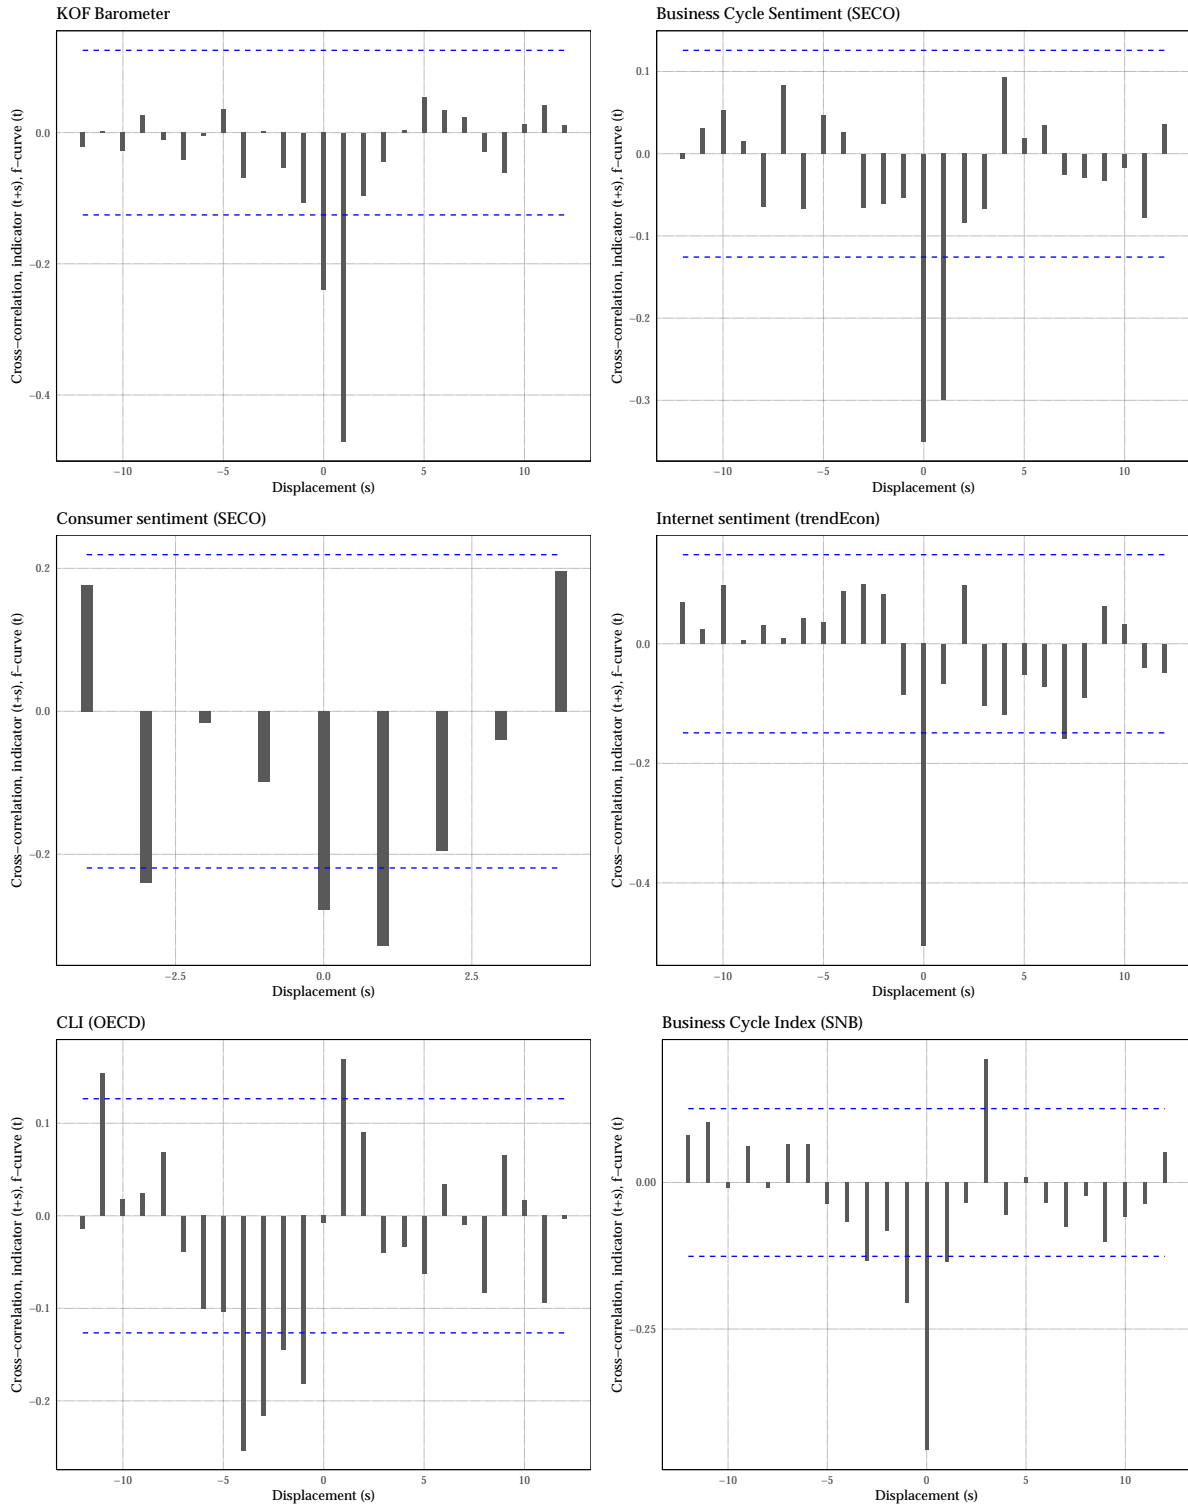 KOF Barometer
Cross−correlation, indicator (t+s), f−curve (t)
0.0
−0.2
−0.4
−10
−5
0
5
10
Displacement (s)
Business Cycle Sentiment (SECO)
Cross−correlation, indicator (t+s), f−curve (t)
0.1
0.0
−0.1
−0.2
−0.3
−10
−5
0
5
10
Displacement (s)
Consumer sentiment (SECO)
Cross−correlation, indicator (t+s), f−curve (t)
0.2
0.0
−0.2
−2.5
0.0
2.5
Displacement (s)
Internet sentiment (trendEcon)
Cross−correlation, indicator (t+s), f−curve (t)
0.0
−0.2
−0.4
−10
−5
0
5
10
Displacement (s)
CLI (OECD)
Cross−correlation, indicator (t+s), f−curve (t)
0.1
0.0
−0.1
−0.2
−10
−5
0
5
10
Displacement (s)
Business Cycle Index (SNB)
Cross−correlation, indicator (t+s), f−curve (t)
0.00
−0.25
−10
−5
0
5
10
Displacement (s)